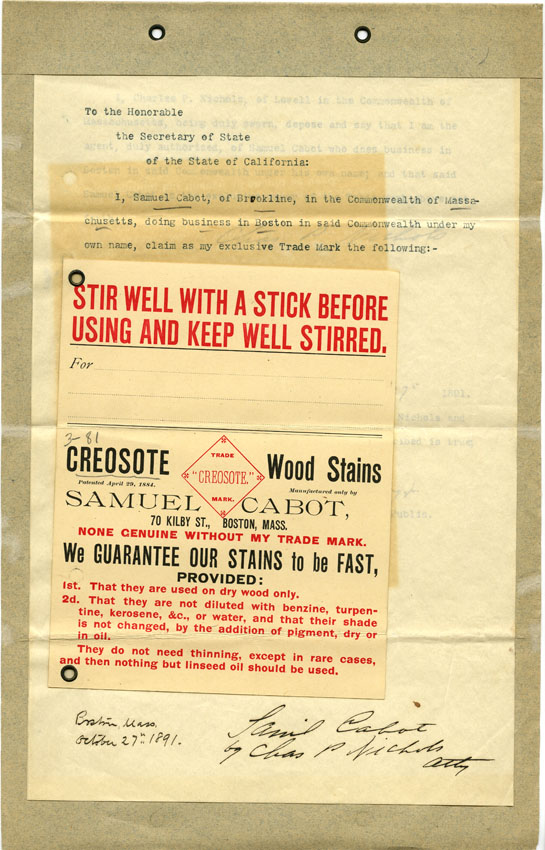 To the Honorable
the Secretary of State
of the State of California:
I, Samuel Cabot, of Brookline, in the Commonwealth of Massa-
chusetts, doing business in Boston in said Commonwealth under my
own name, claim as my exclusive Trade Mark the following:-
STIR WELL WITH A STICK BEFORE
USING AND KEEP WELL STIRRED.
For
3-81
CREOSOTE
Patented April 29, 1884.
TRADE
"CREOSOTE."
MARK.
Wood Stains
Manufactured only by
SAMUEL CABOT,
70 KILBY ST., BOSTON, MASS.
NONE GENUINE WITHOUT MY TRADE MARK.
We GUARANTEE OUR STAINS to be FAST,
PROVIDED:
1st. That they are used on dry wood only.
2d. That they are not diluted with benzine, turpen-
tine, kerosene, &c., or water, and that their shade
is not changed, by the addition of pigment, dry or
in oil.
They do not need thinning, except in rare cases,
and then nothing but linseed oil should be used.
Boston, Mass.
October 27th 1891.
Saml Cabot
by Chas P Nichols
Atty